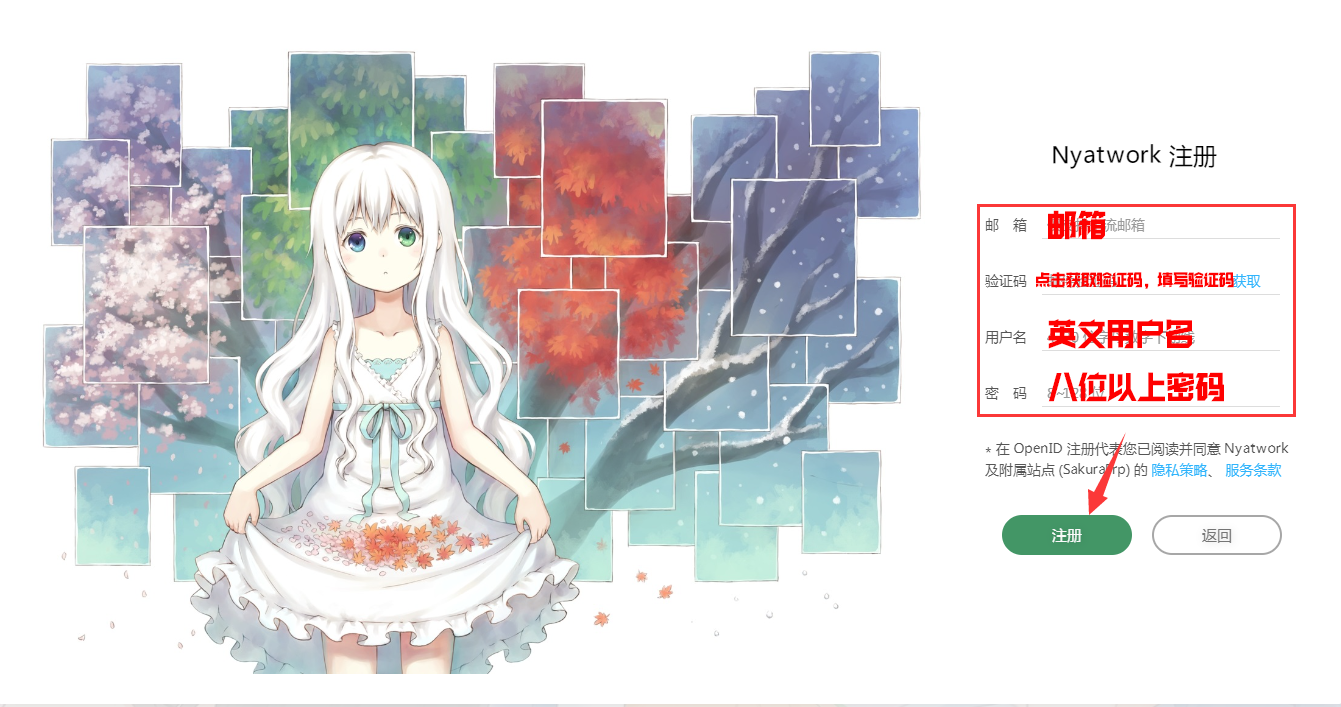 Nyatwork 注册
邮 箱 邮箱 流邮箱
验证码 点击获取验证码，填写验证码 获取
用户名 英文用户名
密 码 八位以上密码
* 在 OpenID 注册代表您已阅读并同意 Nyatwork
及附属站点 (SakuraFrp) 的 隐私策略、 服务条款
注册 返回